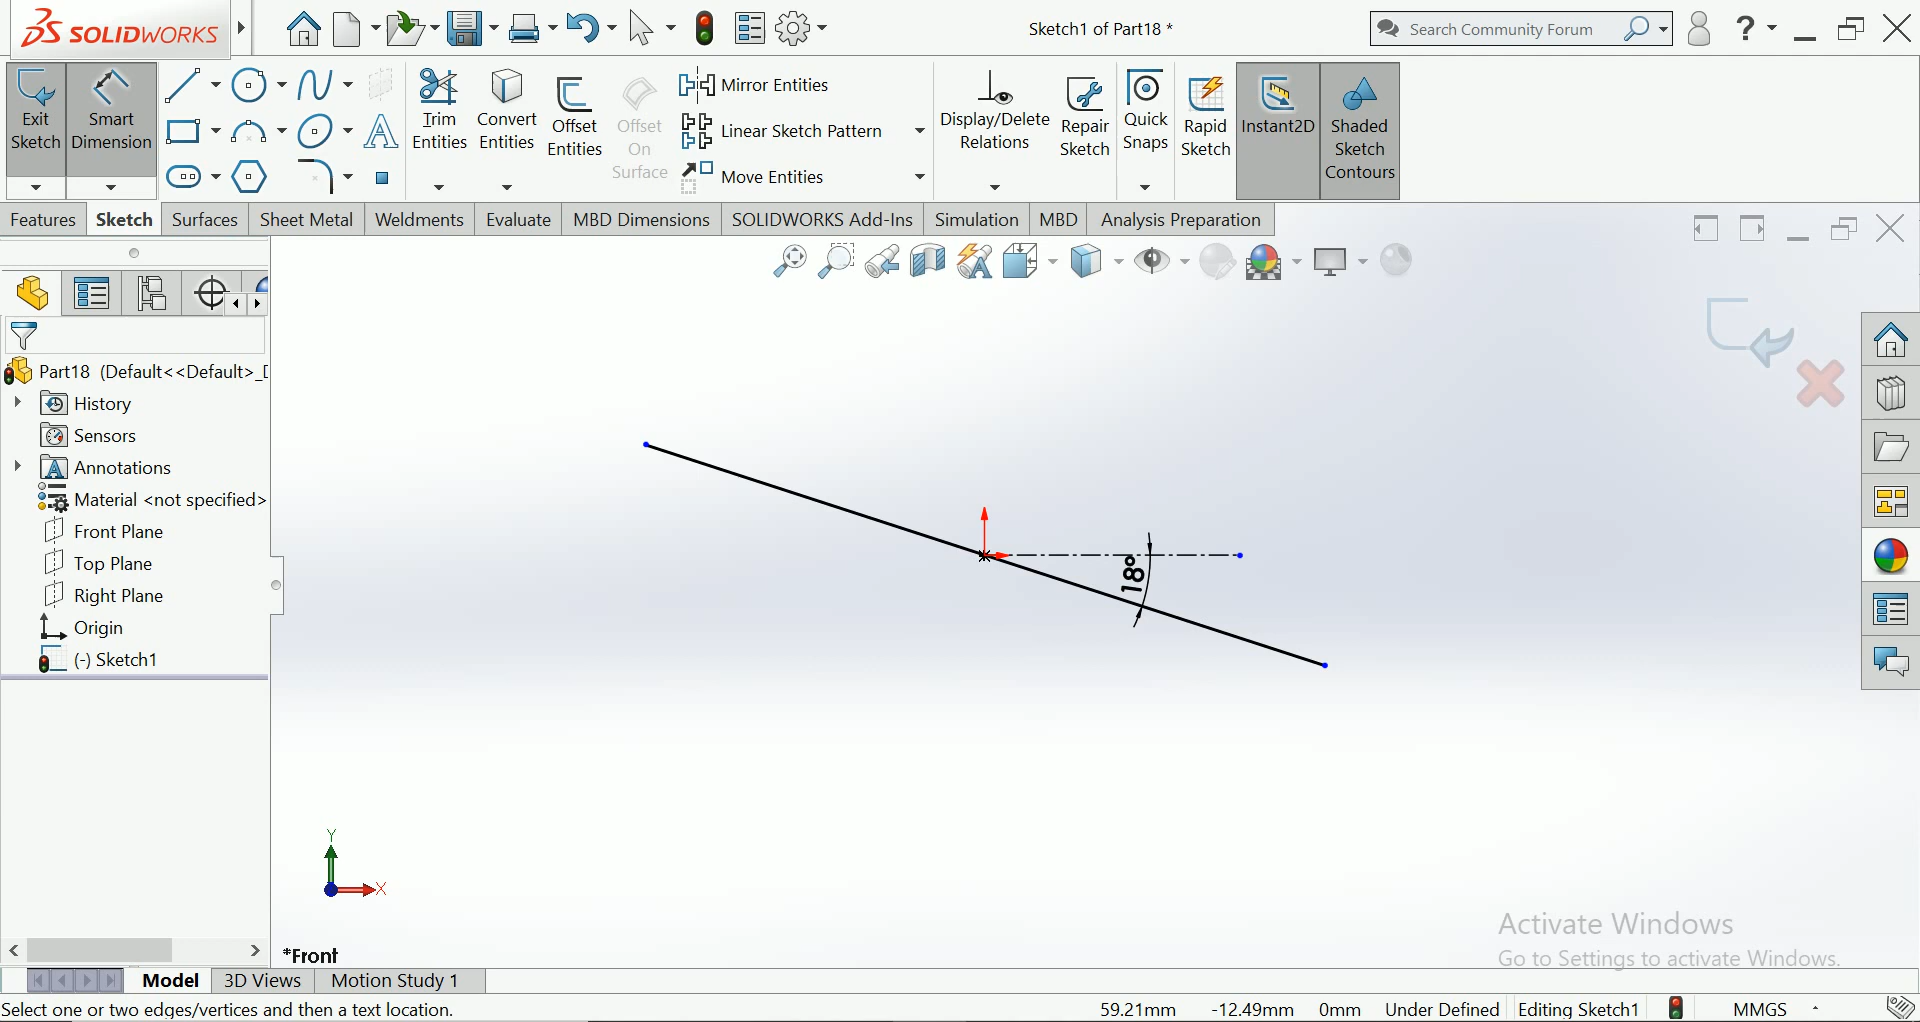 SOLIDWORKS
Sketch1 of Part18 *
Search Community Forum
?
Exit
Sketch
Smart
Dimension
Trim
Entities
Convert
Entities
Offset
Entities
Offset
On
Surface
Mirror Entities
Linear Sketch Pattern
Move Entities
Display/Delete
Relations
Repair
Sketch
Quick
Snaps
Rapid
Sketch
Instant2D
Shaded
Sketch
Contours
Features
Sketch
Surfaces
Sheet Metal
Weldments
Evaluate
MBD Dimensions
SOLIDWORKS Add-Ins
Simulation
MBD
Analysis Preparation
Part18 (Default<<Default>_D
History
Sensors
Annotations
Material <not specified>
Front Plane
Top Plane
Right Plane
Origin
(-) Sketch1
18°
Y
X
*Front
Activate Windows
Go to Settings to activate Windows.
Model
3D Views
Motion Study 1
Select one or two edges/vertices and then a text location.
59.21mm
-12.49mm
0mm
Under Defined
Editing Sketch1
MMGS